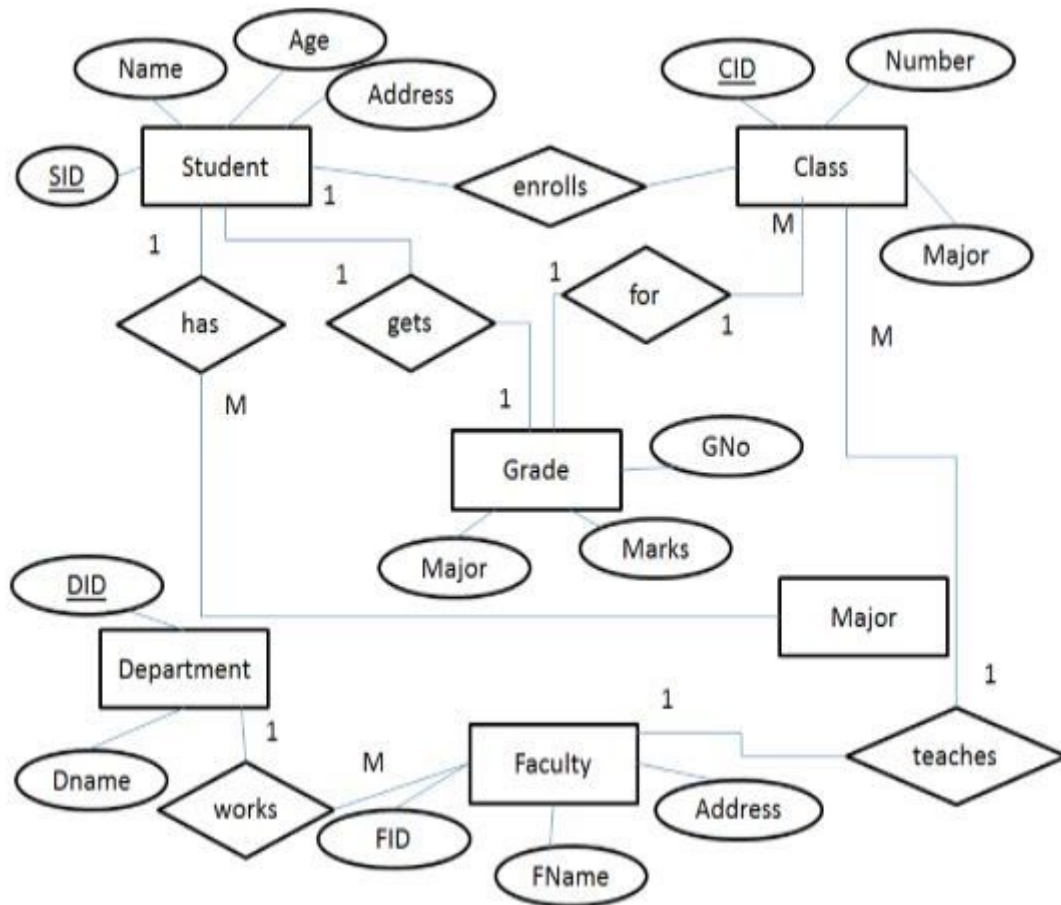 Age
Name
CID
Number
Address
SID
Student
enrolls
Class
1
M
Major
1
1
1
for
1
has
gets
M
M
1
GNo
Grade
Major
Marks
DID
Major
Department
1
1
1
M
Faculty
teaches
Dname
works
FID
Address
FName